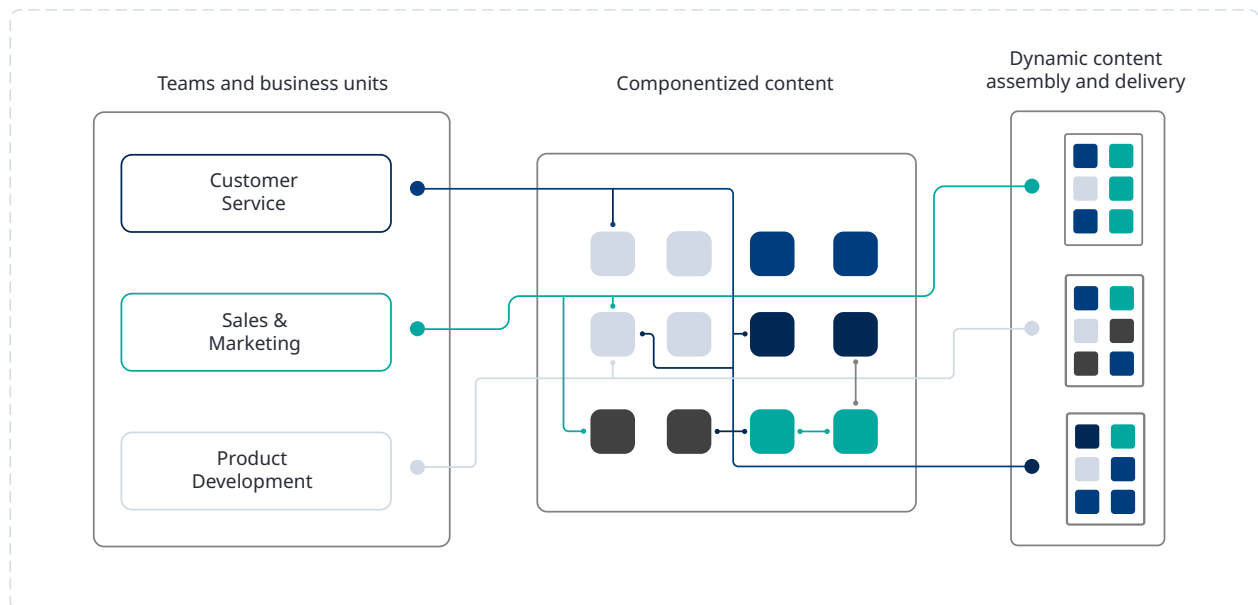 Teams and business units
Componentized content
Dynamic content
assembly and delivery
Customer
Service
Sales &
Marketing
Product
Development